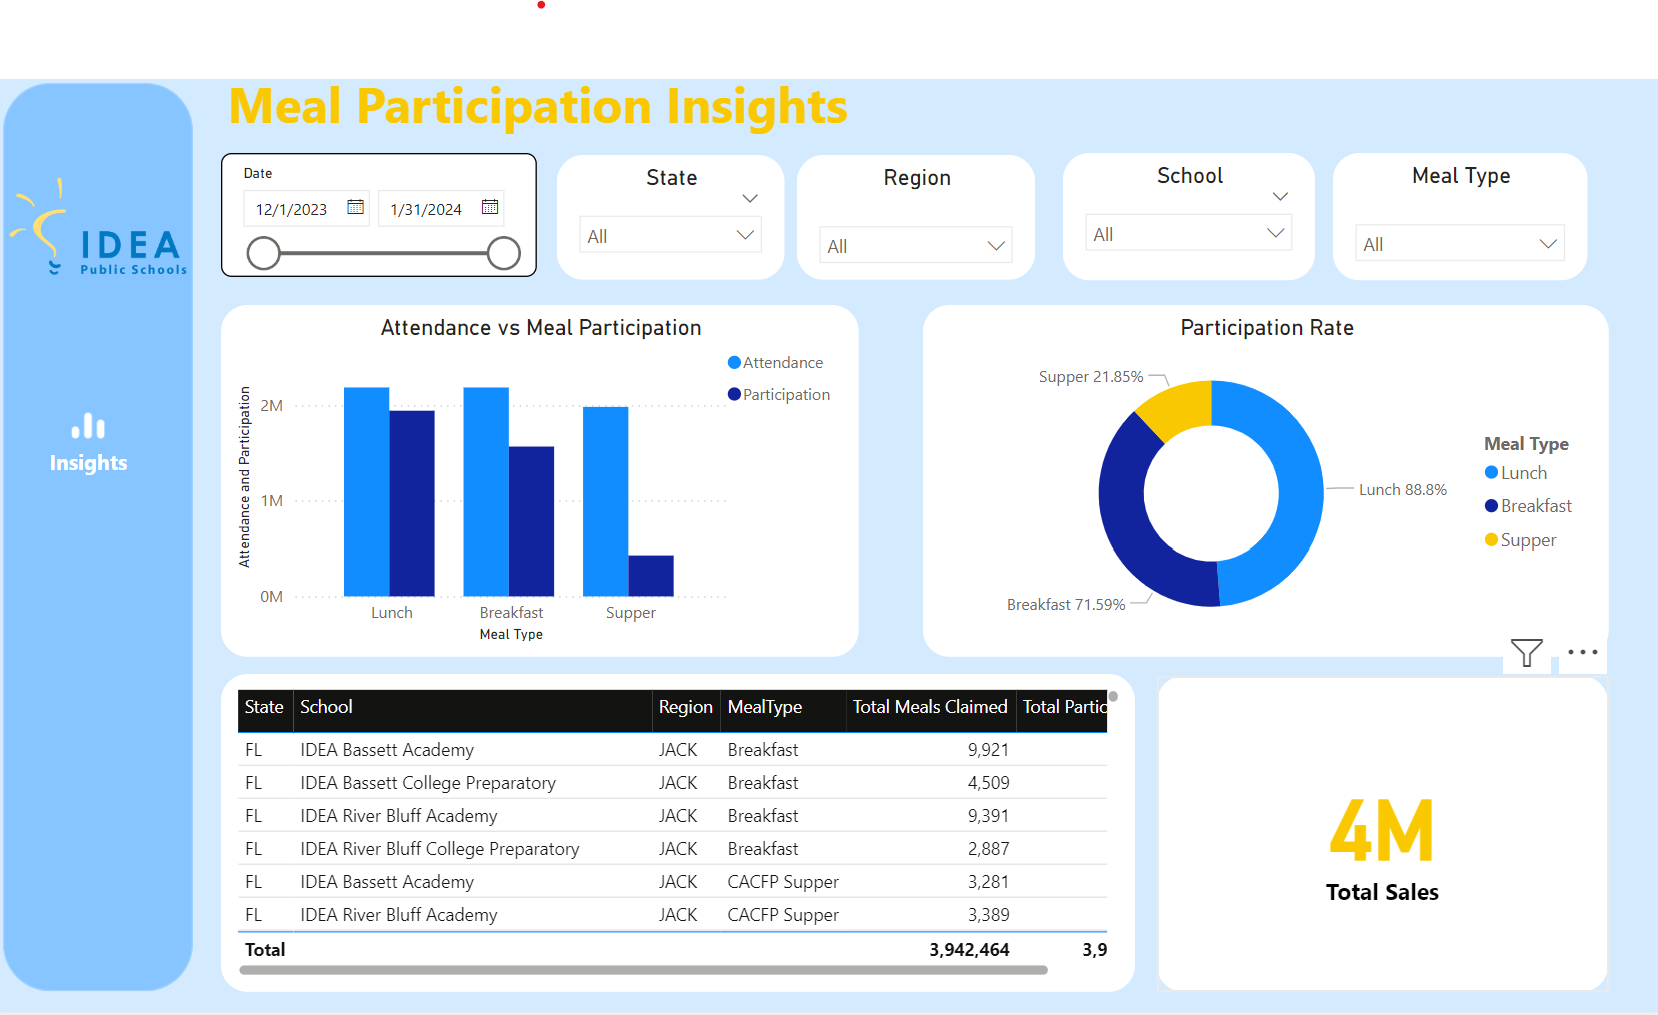 Meal Participation Insights
Date
12/1/2023 1/31/2024
State
All
Region
All
School
All
Meal Type
All
IDEA
Public Schools
Insights
Attendance vs Meal Participation
Attendance
Participation
Attendance and Participation
2M
1M
0M
Lunch Breakfast Supper
Meal Type
Participation Rate
Supper 21.85%
Lunch 88.8%
Breakfast 71.59%
Meal Type
Lunch
Breakfast
Supper
State School Region MealType Total Meals Claimed Total Partic
FL IDEA Bassett Academy JACK Breakfast 9,921
FL IDEA Bassett College Preparatory JACK Breakfast 4,509
FL IDEA River Bluff Academy JACK Breakfast 9,391
FL IDEA River Bluff College Preparatory JACK Breakfast 2,887
FL IDEA Bassett Academy JACK CACFP Supper 3,281
FL IDEA River Bluff Academy JACK CACFP Supper 3,389
Total 3,942,464 3,9
4M
Total Sales